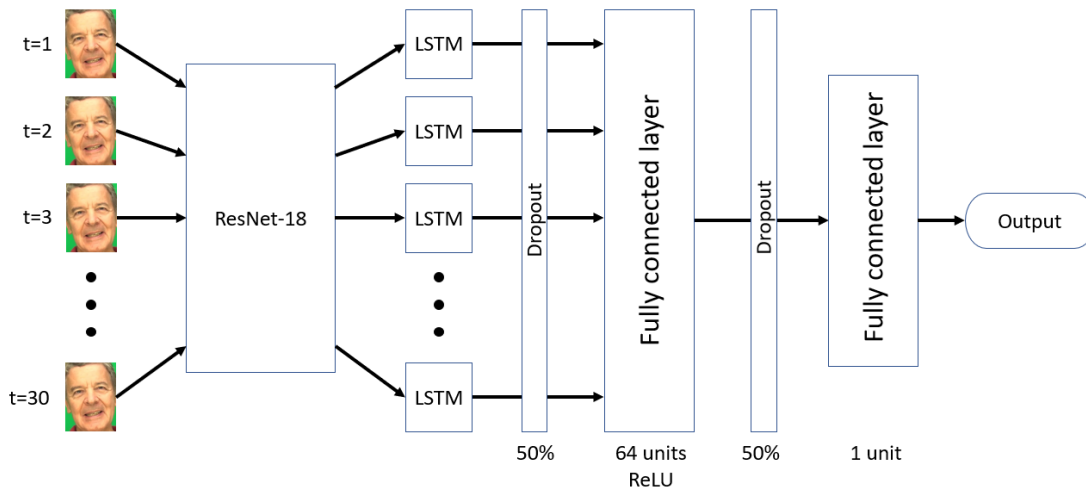 t=1
t=2
t=3
t=30
ResNet-18
LSTM
LSTM
LSTM
LSTM
Dropout
50%
Fully connected layer
64 units
ReLU
Dropout
50%
Fully connected layer
1 unit
Output